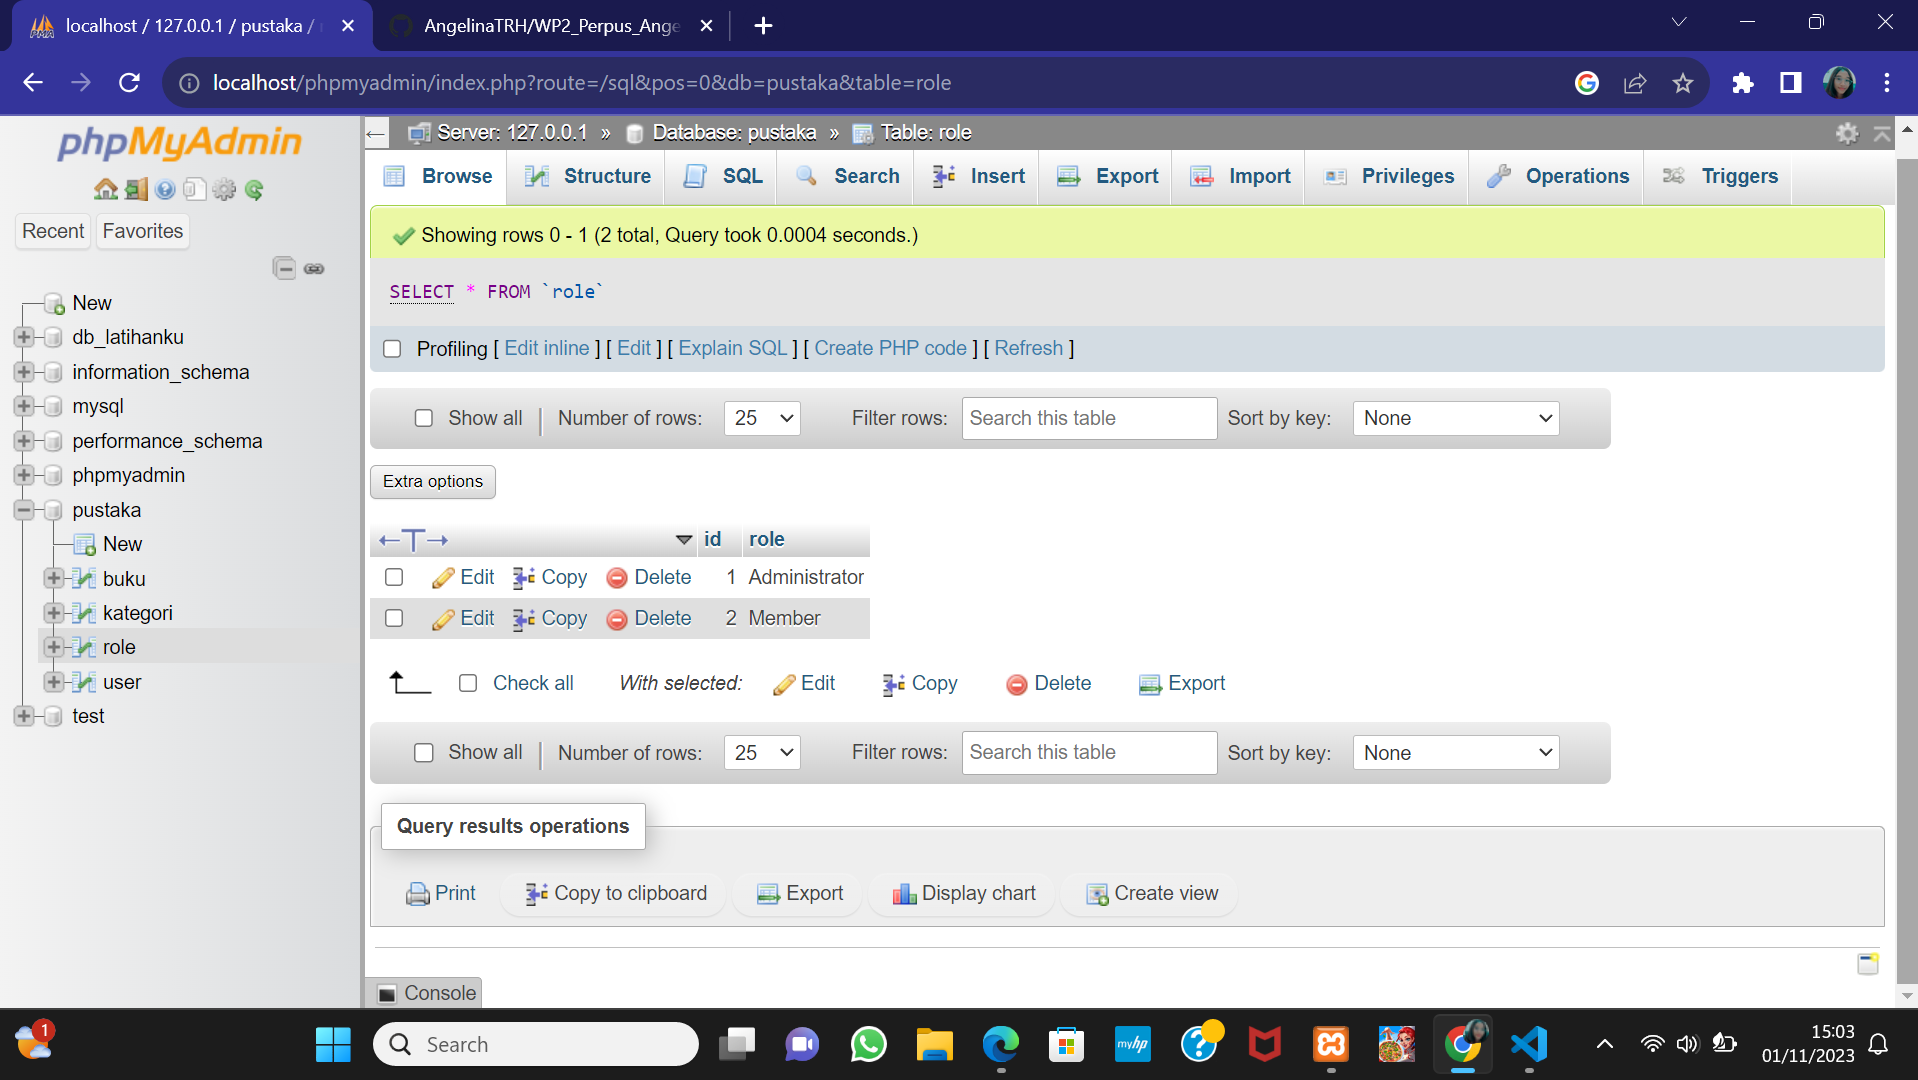 localhost / 127.0.0.1 / pustaka /
AngelinaTRH/WP2_Perpus_Ange
localhost/phpmyadmin/index.php?route=/sql&pos=0&db=pustaka&table=role
phpMyAdmin
Recent
Favorites
New
db_latihanku
information_schema
mysql
performance_schema
phpmyadmin
pustaka
New
buku
kategori
role
user
test
Server: 127.0.0.1 » Database: pustaka » Table: role
Browse Structure SQL Search Insert Export Import Privileges Operations Triggers
Showing rows 0 - 1 (2 total, Query took 0.0004 seconds.)
SELECT * FROM `role`
Profiling [ Edit inline ] [ Edit ] [ Explain SQL ] [ Create PHP code ] [ Refresh ]
Show all Number of rows: 25 Filter rows: Search this table Sort by key: None
Extra options
id role
Edit Copy Delete 1 Administrator
Edit Copy Delete 2 Member
Check all With selected: Edit Copy Delete Export
Show all Number of rows: 25 Filter rows: Search this table Sort by key: None
Query results operations
Print Copy to clipboard Export Display chart Create view
Console
1
Search
myhp
15:03
01/11/2023